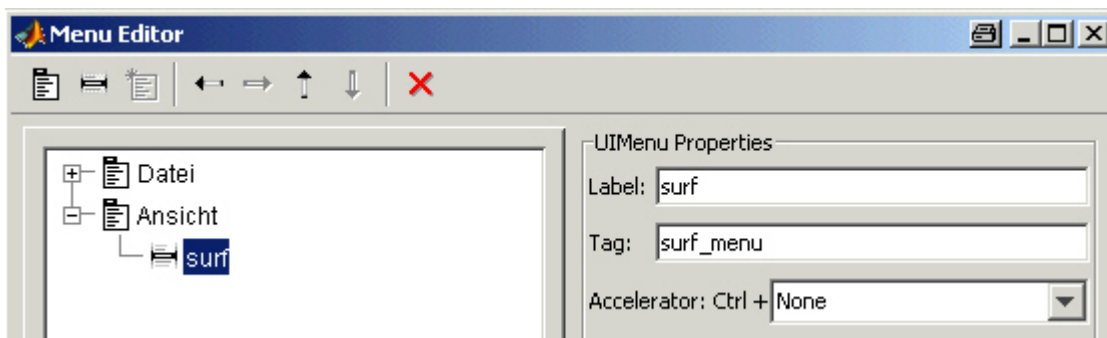 Menu Editor
Datei
Ansicht
surf
UIMenu Properties
Label: surf
Tag: surf_menu
Accelerator: Ctrl + None